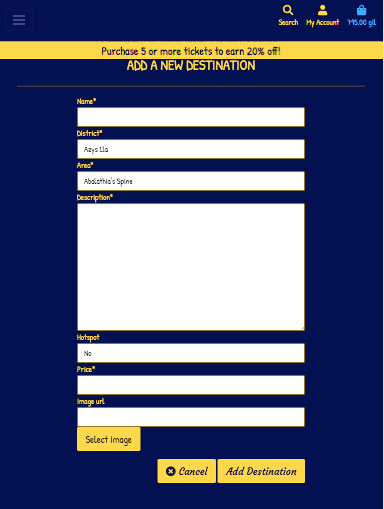 Search
My Account
795.00 gil
Purchase 5 or more tickets to earn 20% off!
ADD A NEW DESTINATION
Name*
District*
Azys Lla
Area*
Abalathia's Spine
Description*
Hotspot
No
Price*
Image url
Select Image
Cancel
Add Destination